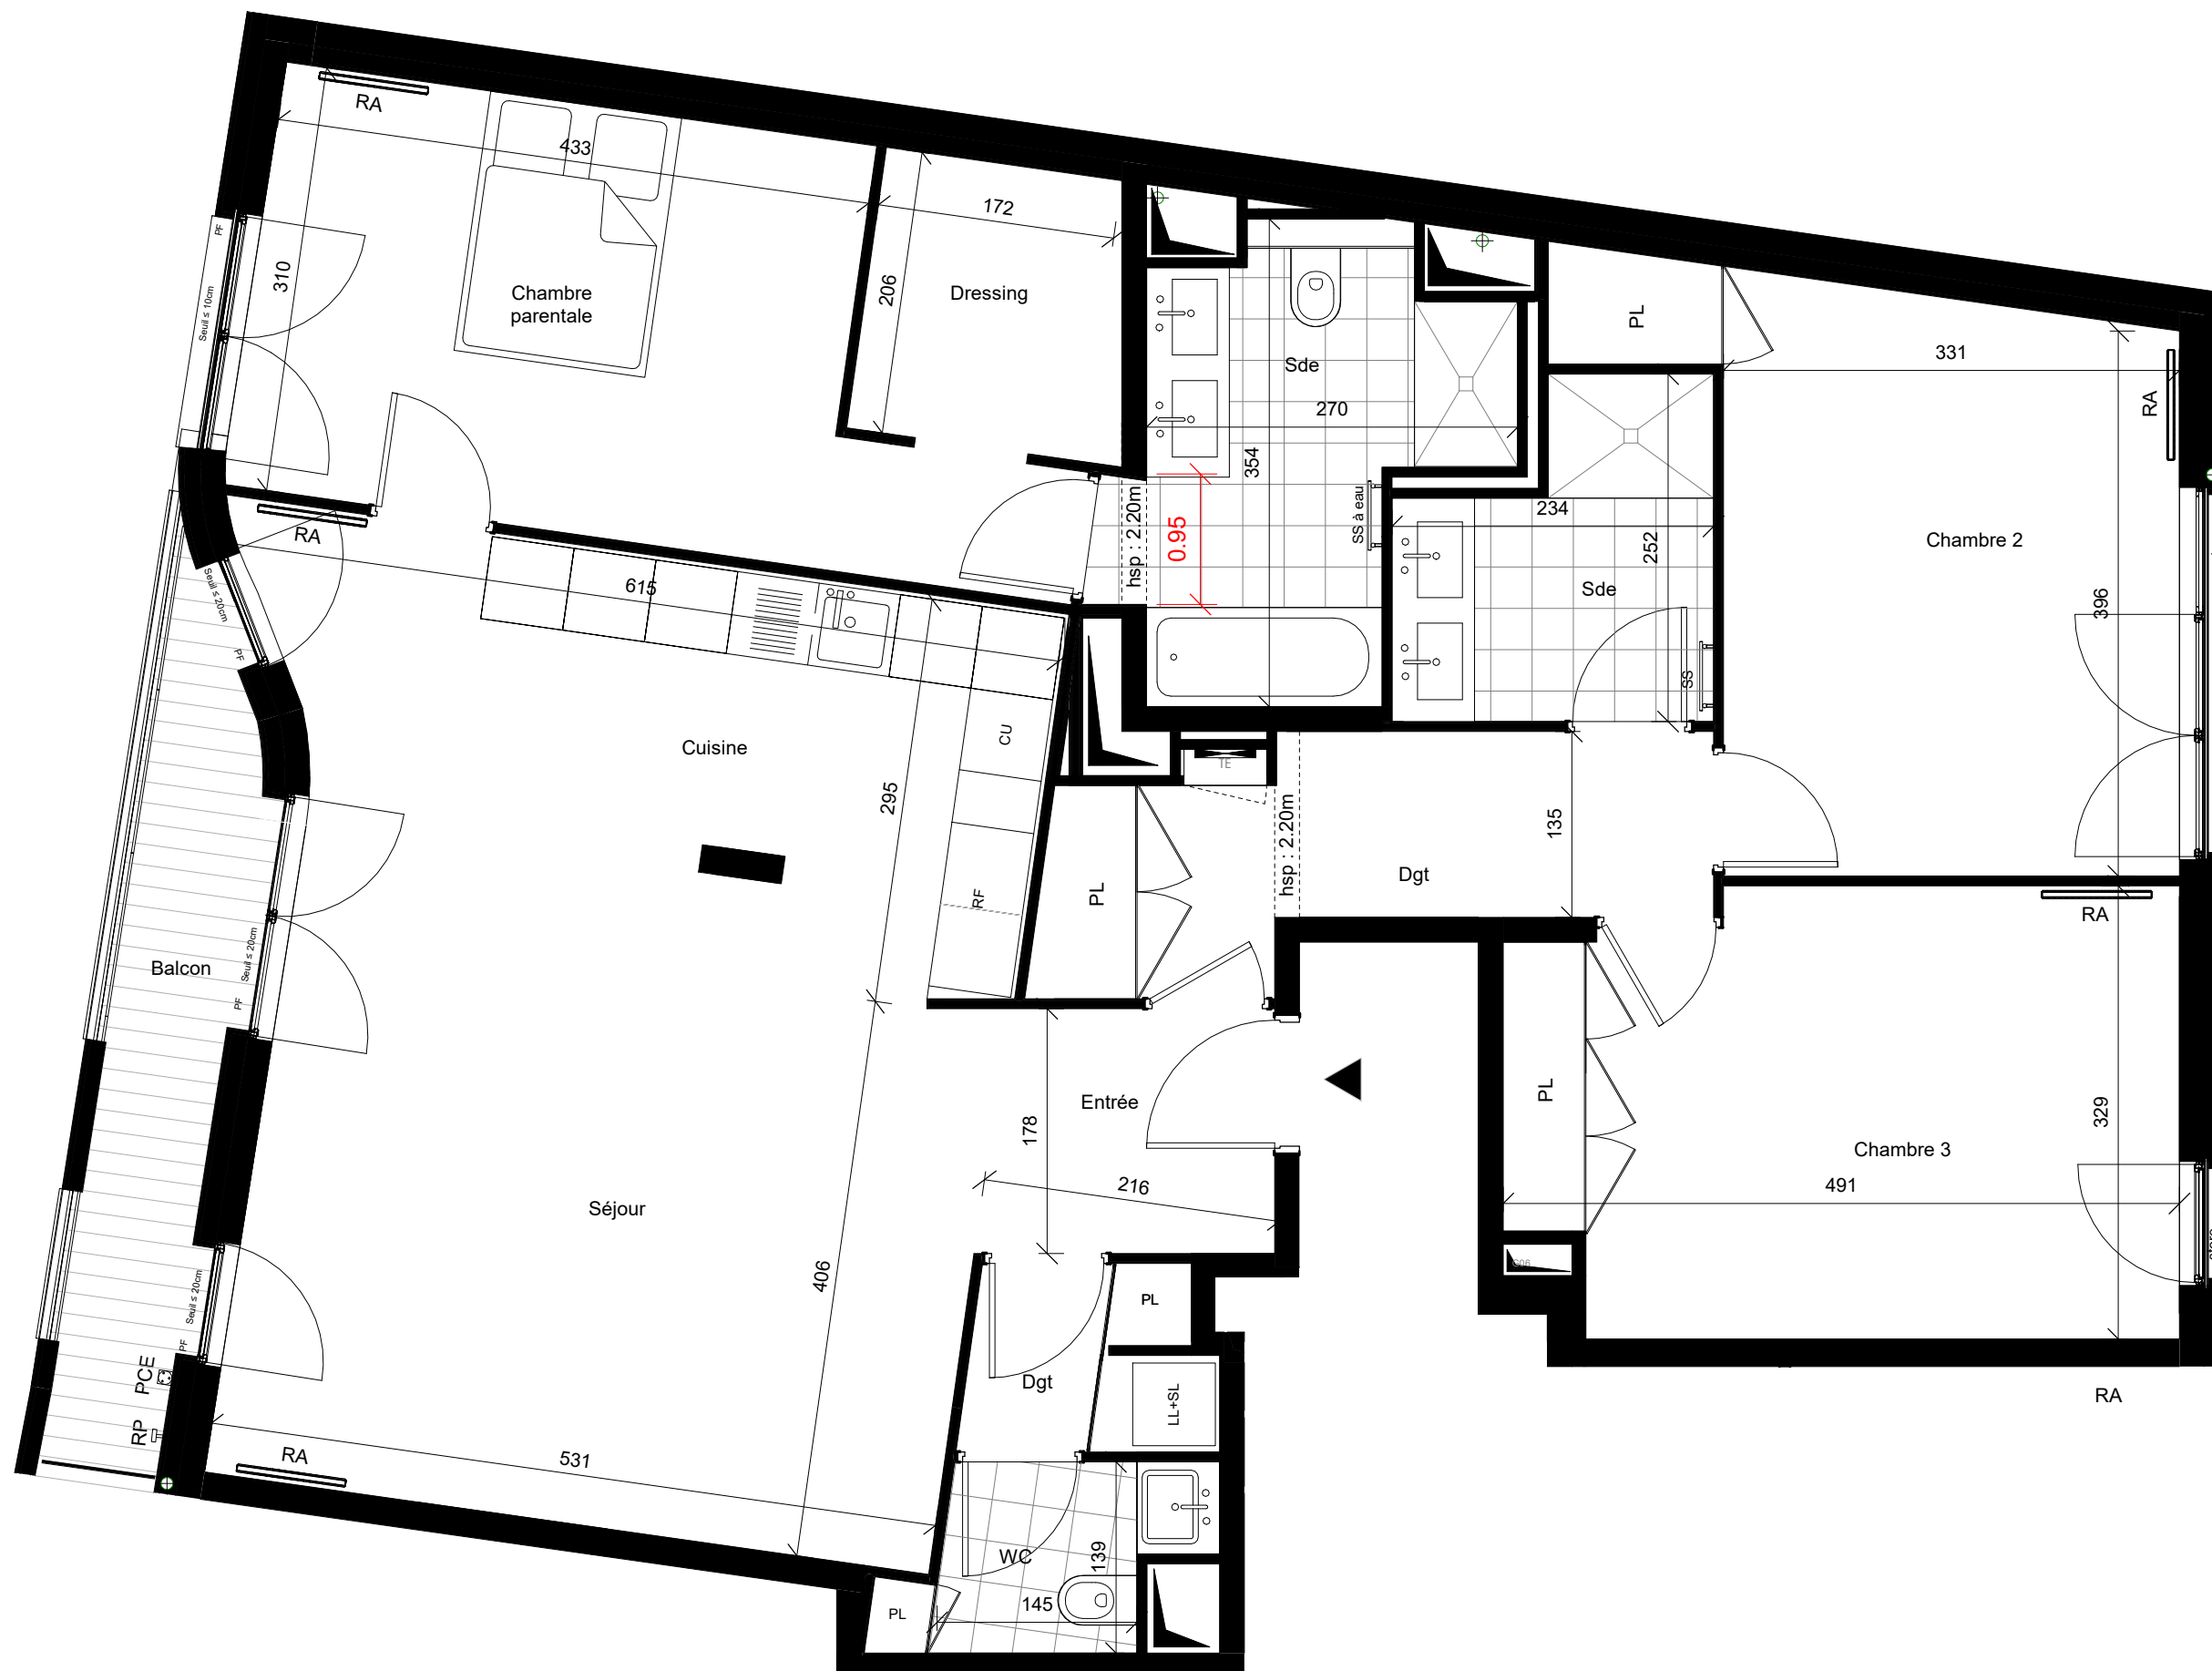 RA
433
172
PF
310
Seuil ≤ 10cm
Chambre
parentale
206
Dressing
PL
Sde
331
270
RA
354
hsp : 2.20m
0.95
SS à eau
234
252
Chambre 2
RA
Seuil ≤ 20cm
615
Sde
396
PF
SS
Cuisine
CU
TE
295
hsp : 2.20m
135
Dgt
RF
PL
RA
Balcon
Seuil ≤ 20cm
PF
Entrée
178
PL
329
Chambre 3
491
216
Séjour
406
Seuil ≤ 20cm
PF
PL
PCE
Dgt
LL+SL
RA
RP
RA
531
WC
139
145
PL